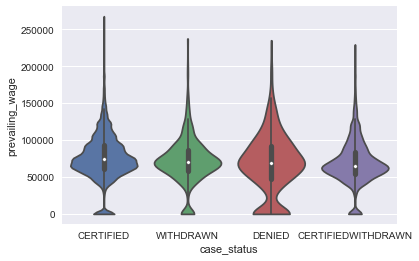 250000
200000
150000
100000
50000
0
prevailing_wage
CERTIFIED WITHDRAWN DENIED CERTIFIEDWITHDRAWN
case_status